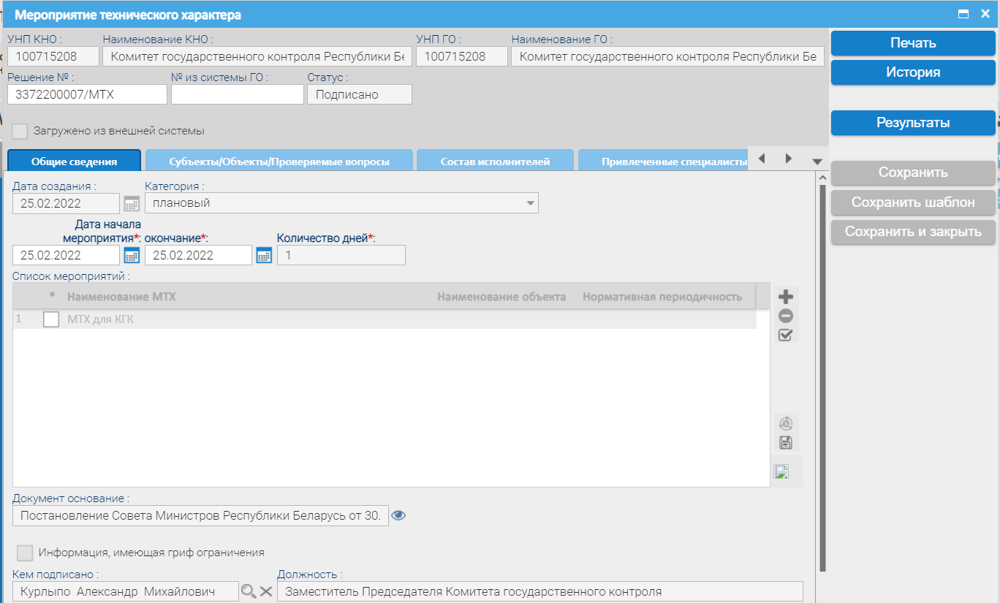 Мероприятие технического характера
УНП КНО : Наименование КНО : УНП ГО : Наименование ГО :
100715208 Комитет государственного контроля Республики Бе 100715208 Комитет государственного контроля Республики Бе
Решение № : № из системы ГО : Статус :
3372200007/МТХ Подписано
Загружено из внешней системы
Печать
История
Результаты
Сохранить
Сохранить шаблон
Сохранить и закрыть
Общие сведения Субъекты/Объекты/Проверяемые вопросы Состав исполнителей Привлеченные специалисты
Дата создания : Категория :
25.02.2022 плановый
Дата начала
мероприятия*: окончание*: Количество дней*:
25.02.2022 25.02.2022 1
Список мероприятий :
* Наименование МТХ Наименование объекта Нормативная периодичность
1 МТХ для КГК
Документ основание :
Постановление Совета Министров Республики Беларусь от 30.
Информация, имеющая гриф ограничения
Кем подписано : Должность :
Курлыпо Александр Михайлович Заместитель Председателя Комитета государственного контроля